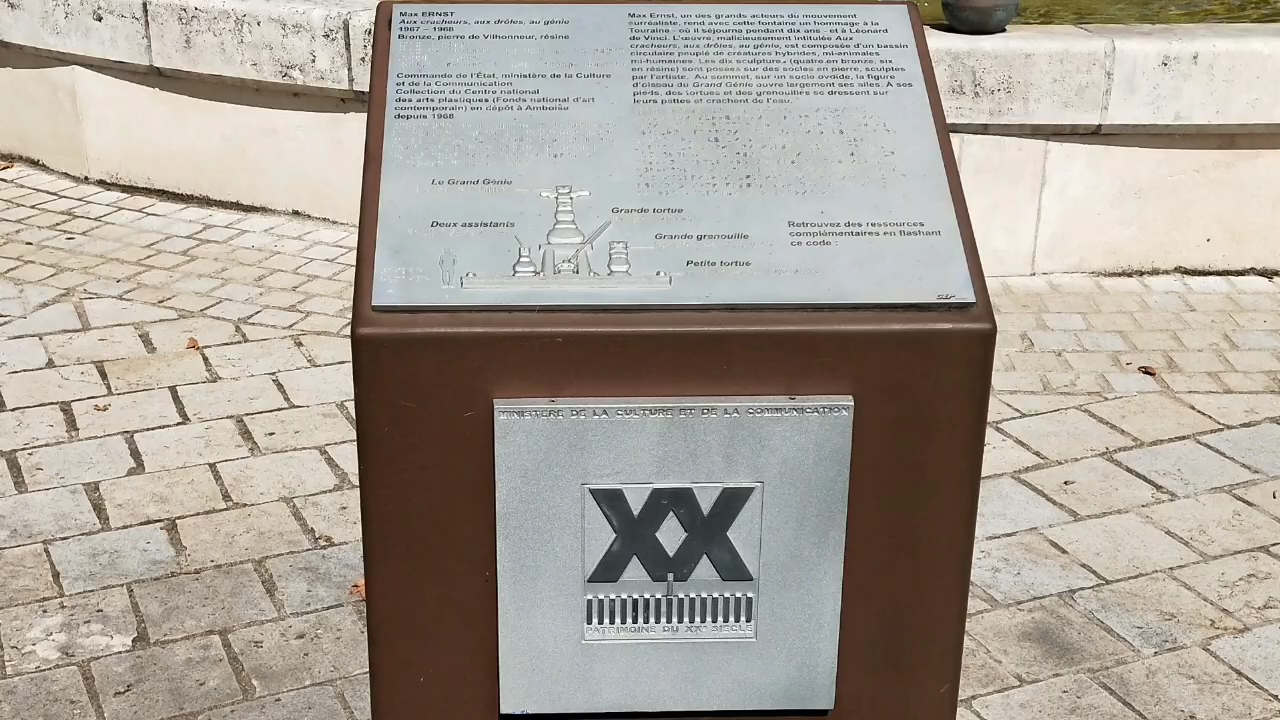 Max ERNST
Aux cracheurs, aux drôles, au génie
1967 – 1968
Bronze, pierre de Vilhonneur, résine
Commande de l'État, ministère de la Culture
et de la Communication
Collection du Centre national
des arts plastiques (Fonds national d'art
contemporain) en dépôt à Amboise
depuis 1968
Max Ernst, un des grands acteurs du mouvement
surréaliste, rend avec cette fontaine un hommage à la
Touraine - où il séjourna pendant dix ans - et à Léonard
de Vinci. L'œuvre, malicieusement intitulée Aux
cracheurs, aux drôles, au génie, est composée d'un bassin
circulaire peuplé de créatures hybrides, mi-animales
mi-humaines. Les dix sculptures (quatre en bronze, six
en résine) sont posées sur des socles en pierre, sculptés
par l'artiste. Au sommet, sur un socle ovoïde, la figure
d'oiseau du Grand Génie ouvre largement ses ailes. À ses
pieds, des tortues et des grenouilles se dressent sur
leurs pattes et crachent de l'eau.
Le Grand Génie
Grande tortue
Deux assistants
Grande grenouille
Petite tortue
Retrouvez des ressources
complémentaires en flashant
ce code :
MINISTERE DE LA CULTURE ET DE LA COMMUNICATION
XX
PATRIMOINE DU XXe SIECLE